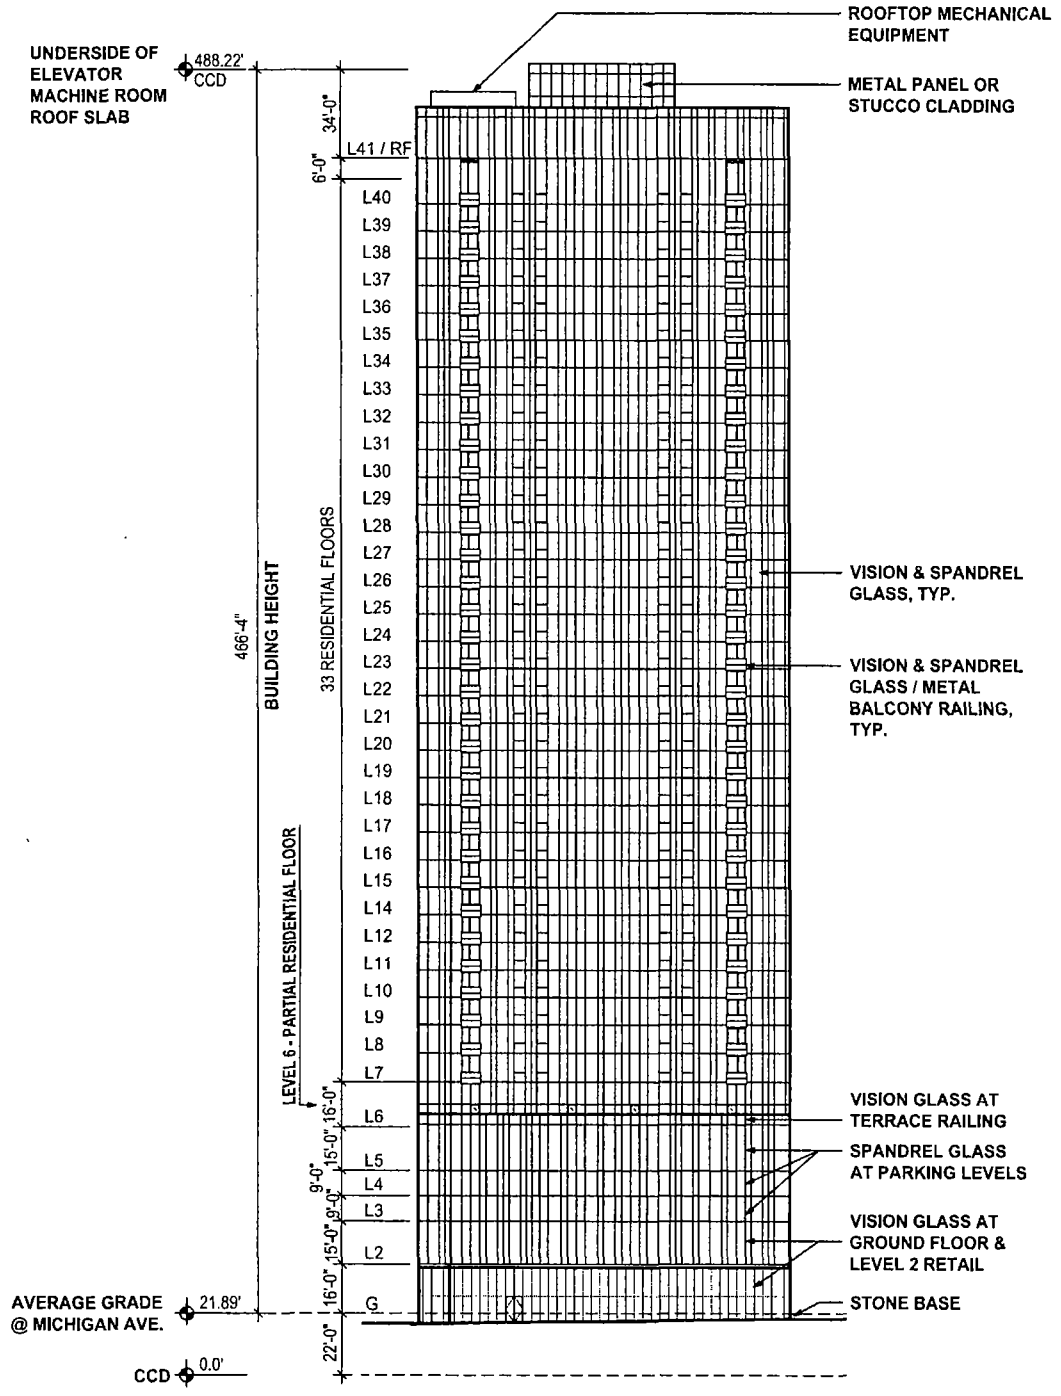 ROOFTOP MECHANICAL
EQUIPMENT
UNDERSIDE OF
ELEVATOR
MACHINE ROOM
ROOF SLAB
488.22'
CCD
METAL PANEL OR
STUCCO CLADDING
34'-0"
L41 / RF
6'-0"
L40
L39
L38
L37
L36
L35
L34
L33
L32
L31
L30
L29
L28
L27
L26
L25
L24
L23
L22
L21
L20
L19
L18
L17
L16
L15
L14
L12
L11
L10
L9
L8
L7
33 RESIDENTIAL FLOORS
BUILDING HEIGHT
466'-4"
VISION & SPANDREL
GLASS, TYP.
VISION & SPANDREL
GLASS / METAL
BALCONY RAILING,
TYP.
LEVEL 6 - PARTIAL RESIDENTIAL FLOOR
16'-0"
L6
15'-0"
L5
9'-0"
L4
9'-0"
L3
15'-0"
L2
16'-0"
G
22'-0"
VISION GLASS AT
TERRACE RAILING
SPANDREL GLASS
AT PARKING LEVELS
VISION GLASS AT
GROUND FLOOR &
LEVEL 2 RETAIL
STONE BASE
AVERAGE GRADE
@ MICHIGAN AVE.
21.89'
CCD
0.0'